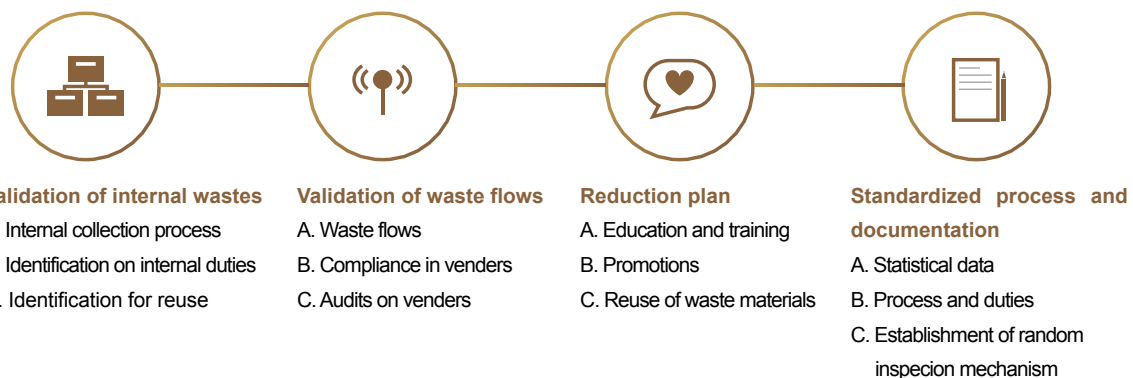 alidation of internal wastes
Internal collection process
Identification on internal duties
. Identification for reuse
Validation of waste flows
A. Waste flows
B. Compliance in venders
C. Audits on venders
Reduction plan
A. Education and training
B. Promotions
C. Reuse of waste materials
Standardized process and
documentation
A. Statistical data
B. Process and duties
C. Establishment of random
inspecion mechanism